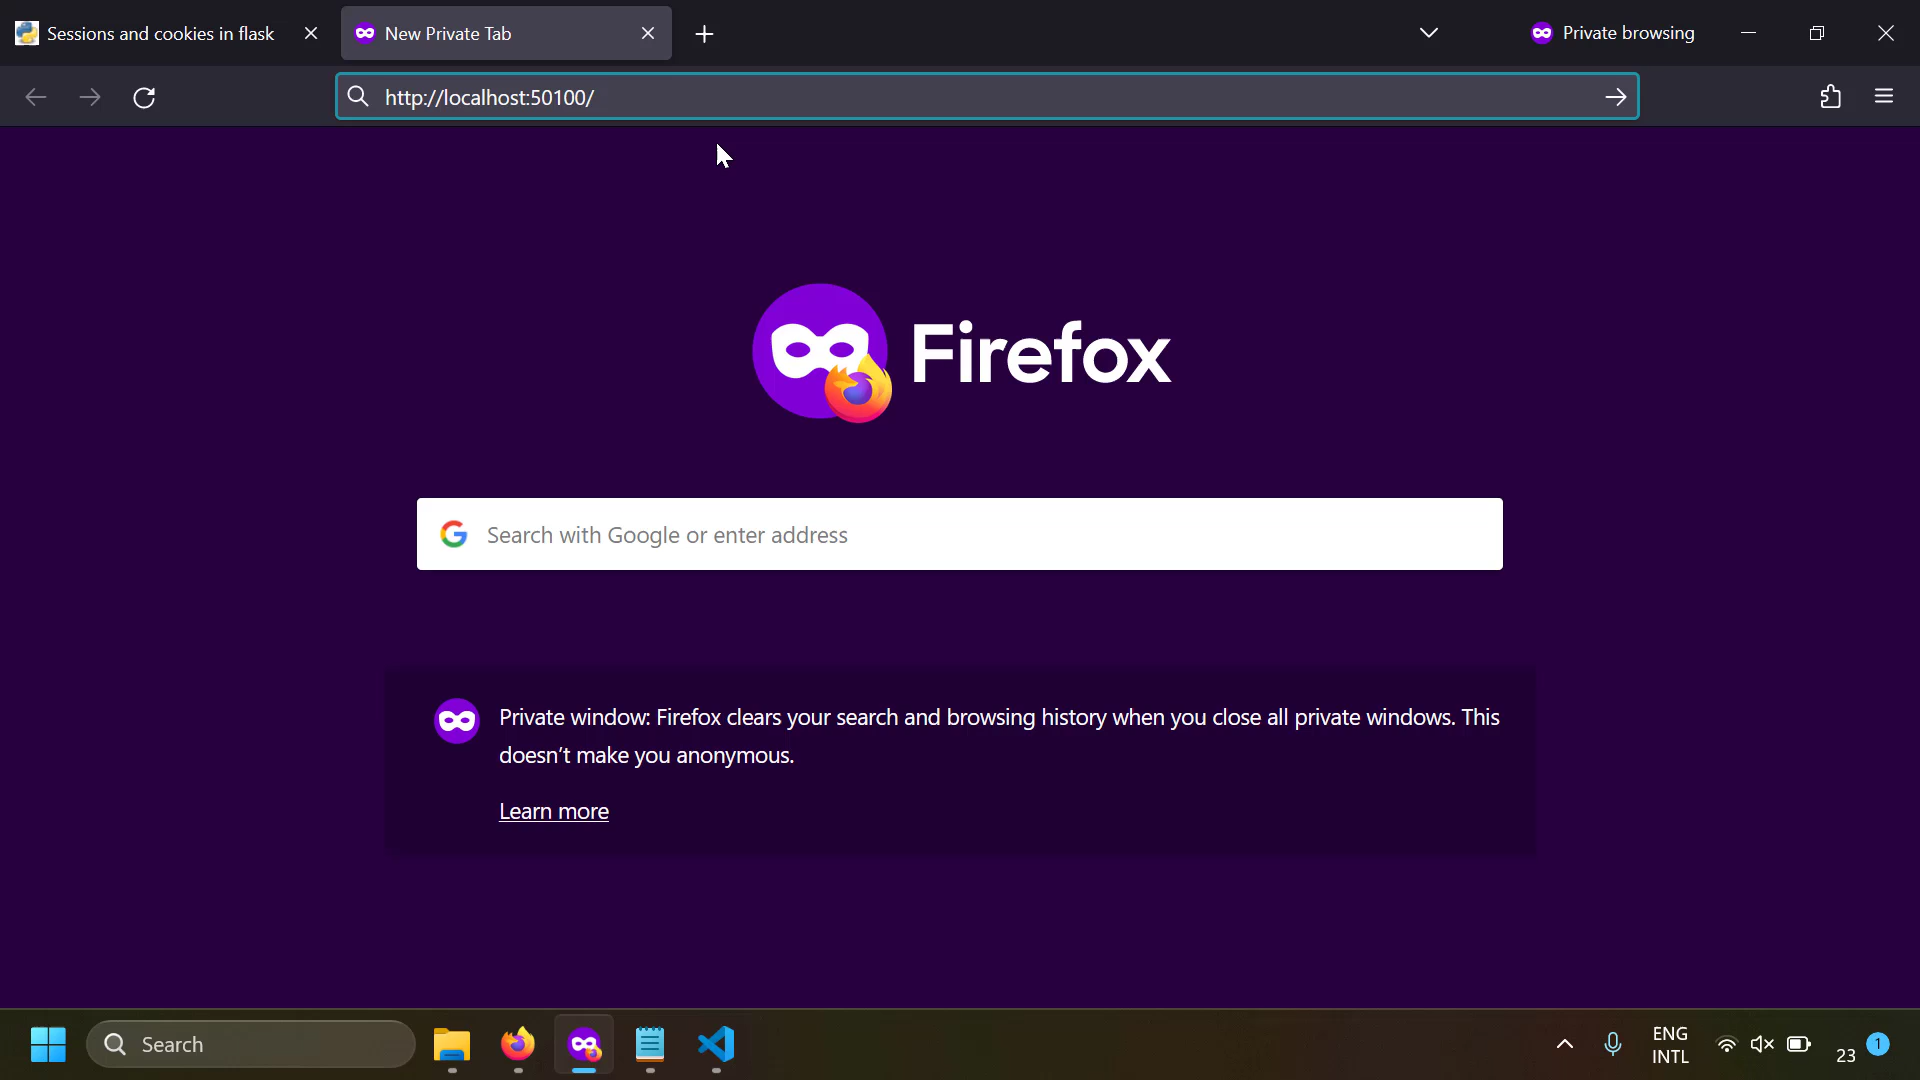 Sessions and cookies in flask
New Private Tab
Private browsing
http://localhost:50100/
Firefox
Search with Google or enter address
Private window: Firefox clears your search and browsing history when you close all private windows. This
doesn't make you anonymous.
Learn more
Search
ENG
INTL
23
1